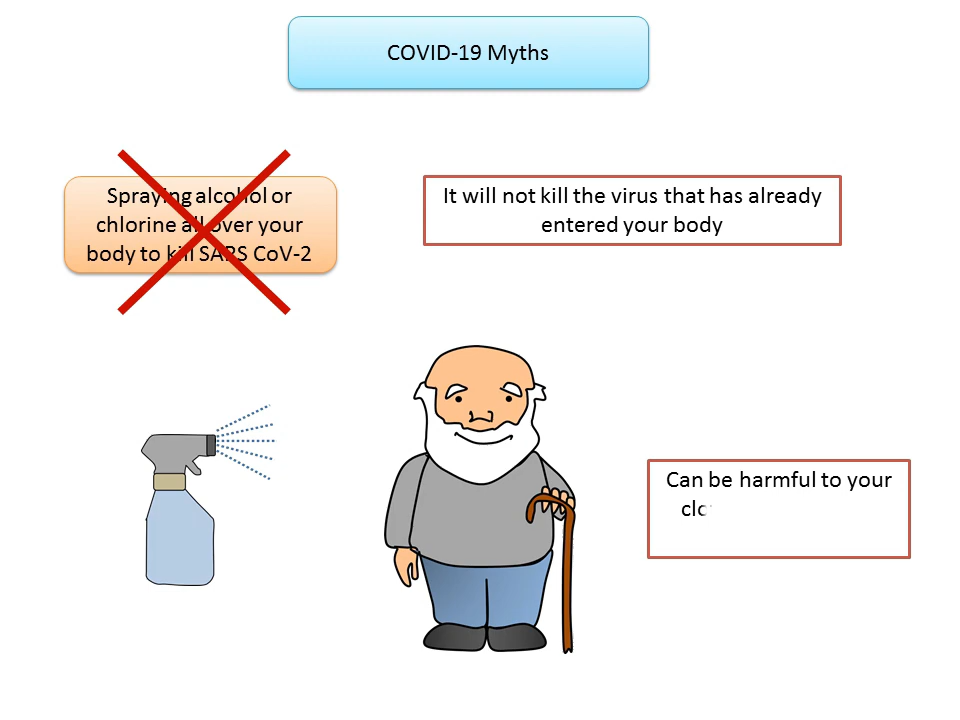 COVID-19 Myths
Spraying alcohol or
chlorine all over your
body to kill SARS CoV-2
It will not kill the virus that has already
entered your body
Can be harmful to your